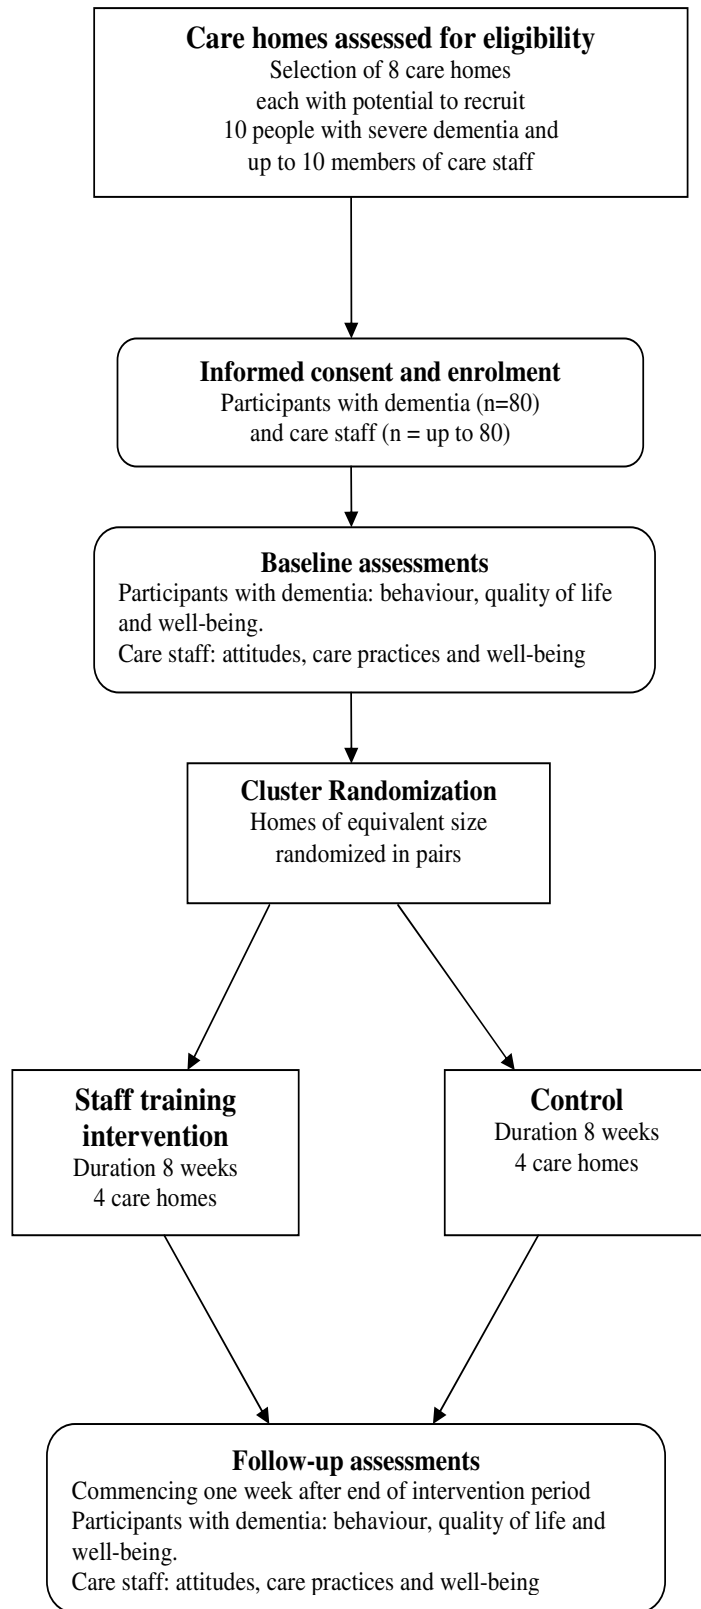 Care homes assessed for eligibility
Selection of 8 care homes
each with potential to recruit
10 people with severe dementia and
up to 10 members of care staff
Informed consent and enrolment
Participants with dementia (n=80)
and care staff (n = up to 80)
Baseline assessments
Participants with dementia: behaviour, quality of life
and well-being.
Care staff: attitudes, care practices and well-being
Cluster Randomization
Homes of equivalent size
randomized in pairs
Staff training
intervention
Duration 8 weeks
4 care homes
Control
Duration 8 weeks
4 care homes
Follow-up assessments
Commencing one week after end of intervention period
Participants with dementia: behaviour, quality of life and
well-being.
Care staff: attitudes, care practices and well-being